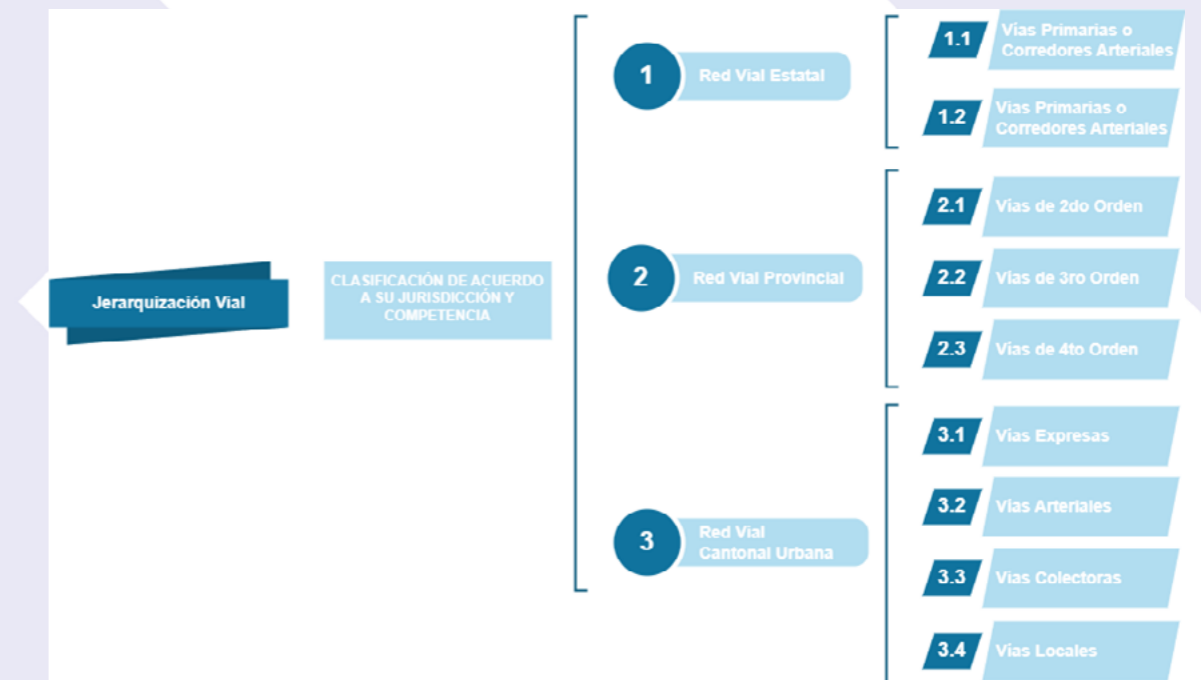 Jerarquización Vial
CLASIFICACIÓN DE ACUERDO
A SU JURISDICCIÓN Y
COMPETENCIA
1
Red Vial Estatal
1.1
Vías Primarias o
Corredores Arteriales
1.2
Vías Primarias o
Corredores Arteriales
2
Red Vial Provincial
2.1
Vías de 2do Orden
2.2
Vías de 3ro Orden
2.3
Vías de 4to Orden
3
Red Vial
Cantonal Urbana
3.1
Vías Expresas
3.2
Vías Arteriales
3.3
Vías Colectoras
3.4
Vías Locales